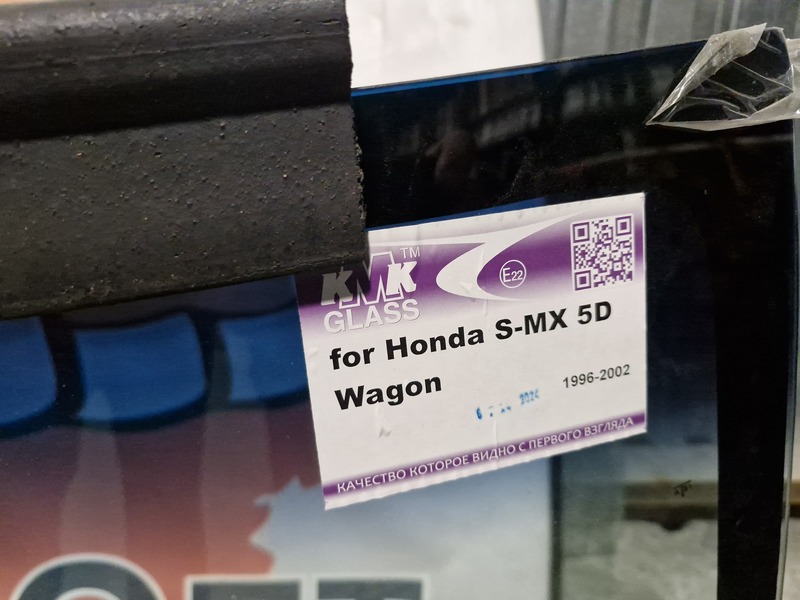 KMK™
GLASS
E22
for Honda S-MX 5D
Wagon
1996-2002
КАЧЕСТВО КОТОРОЕ ВИДНО С ПЕРВОГО ВЗГЛЯДА